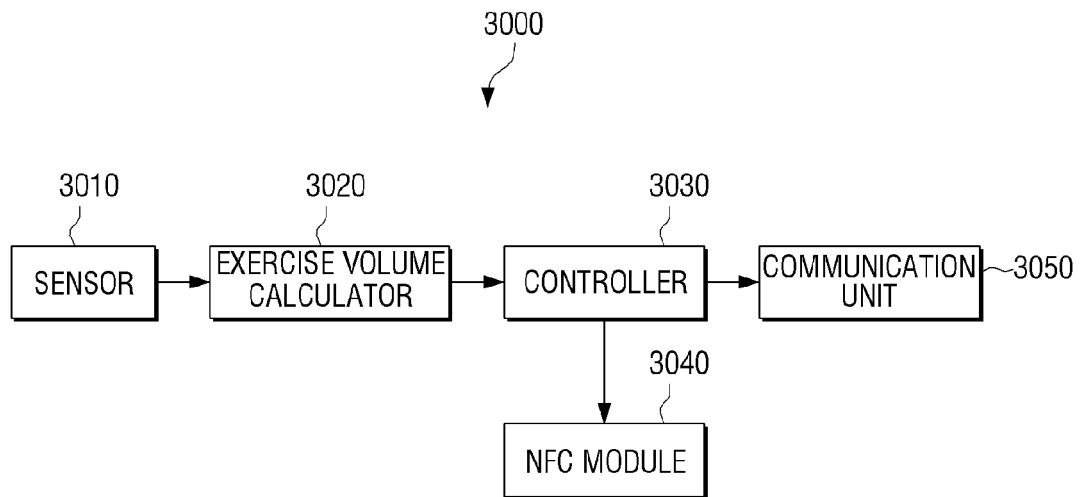 3000
3010
3020
3030
SENSOR
EXERCISE VOLUME
CALCULATOR
CONTROLLER
COMMUNICATION
UNIT
3050
3040
NFC MODULE